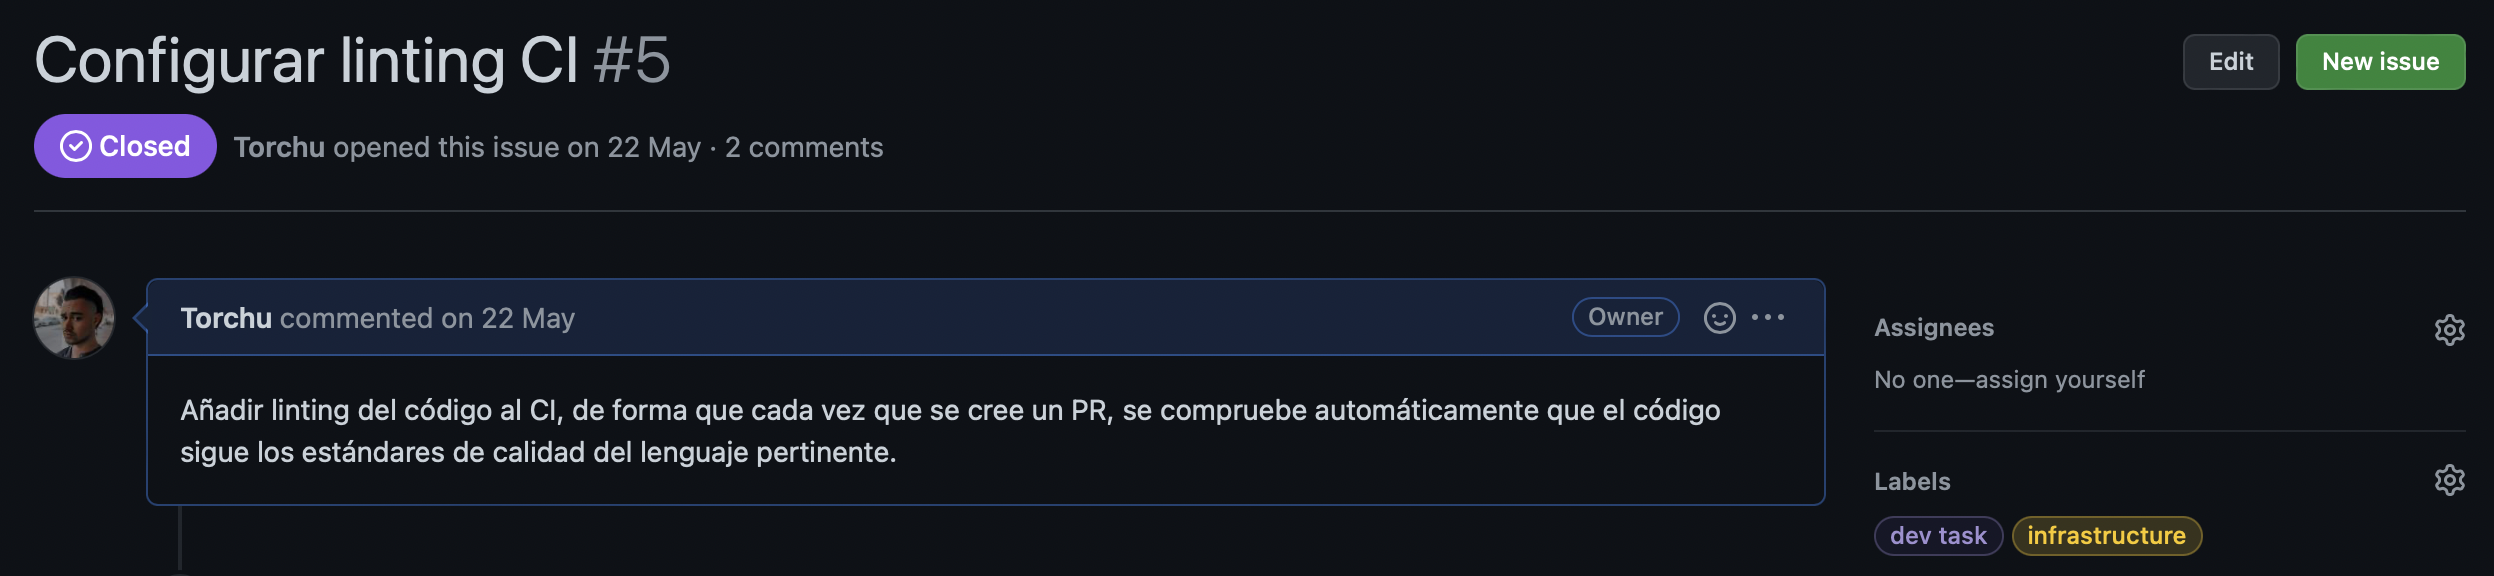 Configurar linting CI #5
Edit
New issue
Closed
Torchu opened this issue on 22 May · 2 comments
Torchu commented on 22 May
Owner
Añadir linting del código al CI, de forma que cada vez que se cree un PR, se compruebe automáticamente que el código
sigue los estándares de calidad del lenguaje pertinente.
Assignees
No one—assign yourself
Labels
dev task
infrastructure